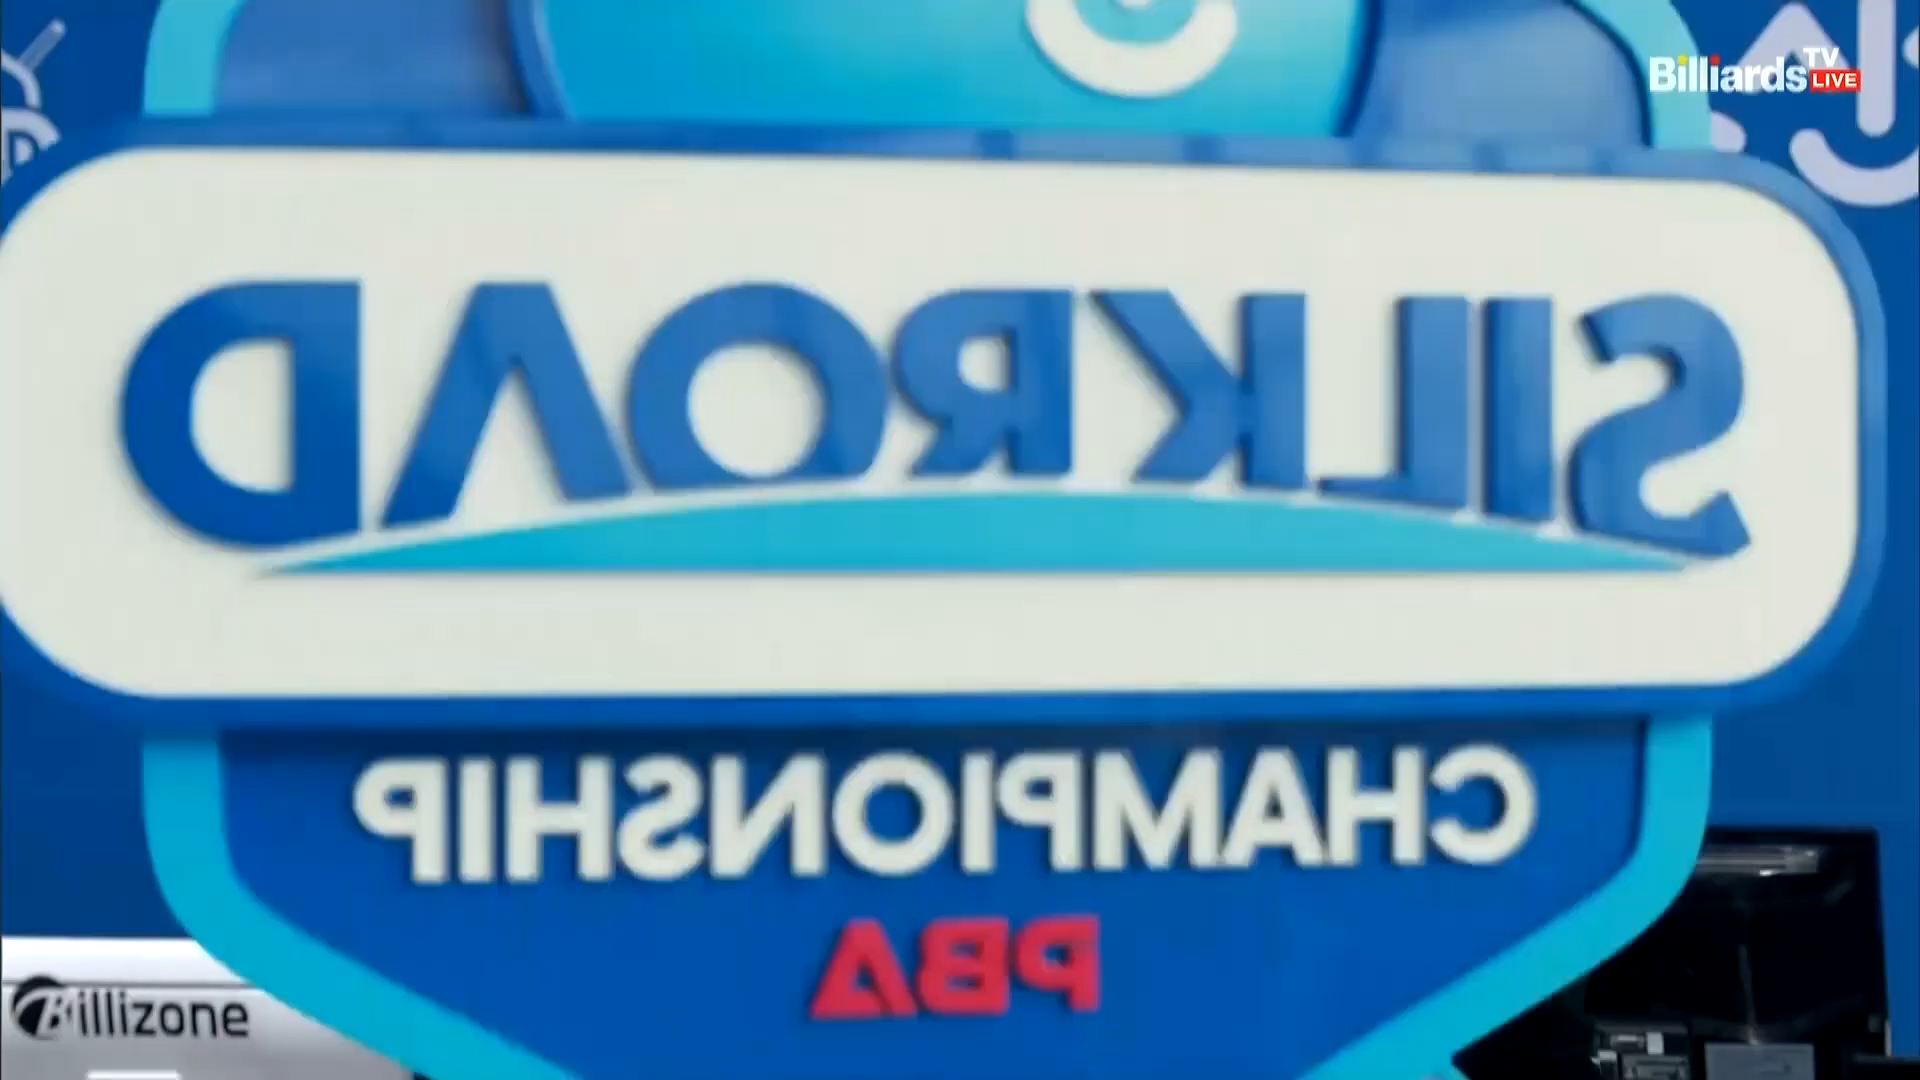 Billiards TV
LIVE
SILKROAD
CHAMPIONSHIP
PBA
Billizone